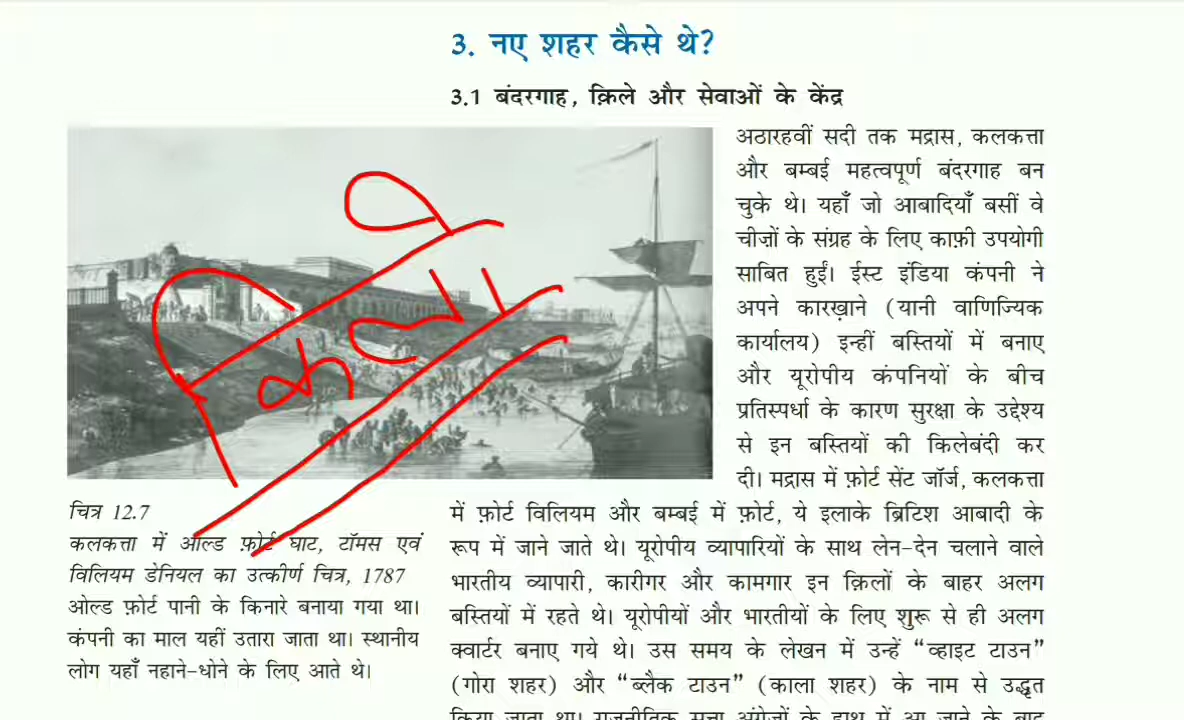 3. नए शहर कैसे थे?
3.1 बंदरगाह, क़िले और सेवाओं के केंद्र
अठारहवीं सदी तक मद्रास, कलकत्ता
और बम्बई महत्वपूर्ण बंदरगाह बन
चुके थे। यहाँ जो आबादियाँ बसीं वे
चीज़ों के संग्रह के लिए काफ़ी उपयोगी
साबित हुईं। ईस्ट इंडिया कंपनी ने
अपने कारख़ाने (यानी वाणिज्यिक
कार्यालय) इन्हीं बस्तियों में बनाए
और यूरोपीय कंपनियों के बीच
प्रतिस्पर्धा के कारण सुरक्षा के उद्देश्य
से इन बस्तियों की किलेबंदी कर
दी। मद्रास में फ़ोर्ट सेंट जॉर्ज, कलकत्ता
में फ़ोर्ट विलियम और बम्बई में फ़ोर्ट, ये इलाके ब्रिटिश आबादी के
रूप में जाने जाते थे। यूरोपीय व्यापारियों के साथ लेन-देन चलाने वाले
भारतीय व्यापारी, कारीगर और कामगार इन क़िलों के बाहर अलग
बस्तियों में रहते थे। यूरोपीयों और भारतीयों के लिए शुरू से ही अलग
क्वार्टर बनाए गये थे। उस समय के लेखन में उन्हें “व्हाइट टाउन”
(गोरा शहर) और “ब्लैक टाउन” (काला शहर) के नाम से उद्धृत
किया जाता था। राजनीतिक सत्ता अंग्रेज़ों के हाथ में आ जाने के बाद
चित्र 12.7
कलकत्ता में ओल्ड फ़ोर्ट घाट, टॉमस एवं
विलियम डेनियल का उत्कीर्ण चित्र, 1787
ओल्ड फ़ोर्ट पानी के किनारे बनाया गया था।
कंपनी का माल यहीं उतारा जाता था। स्थानीय
लोग यहाँ नहाने-धोने के लिए आते थे।